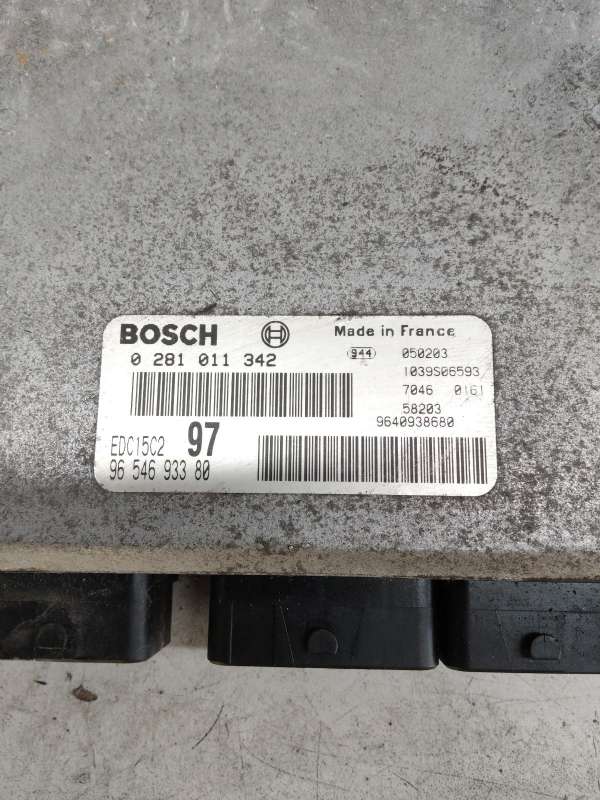 BOSCH
Made in France
0 281 011 342
944 050203
1039S06593
7046 0161
58203
9640938680
EDC15C2 97
96 546 933 80